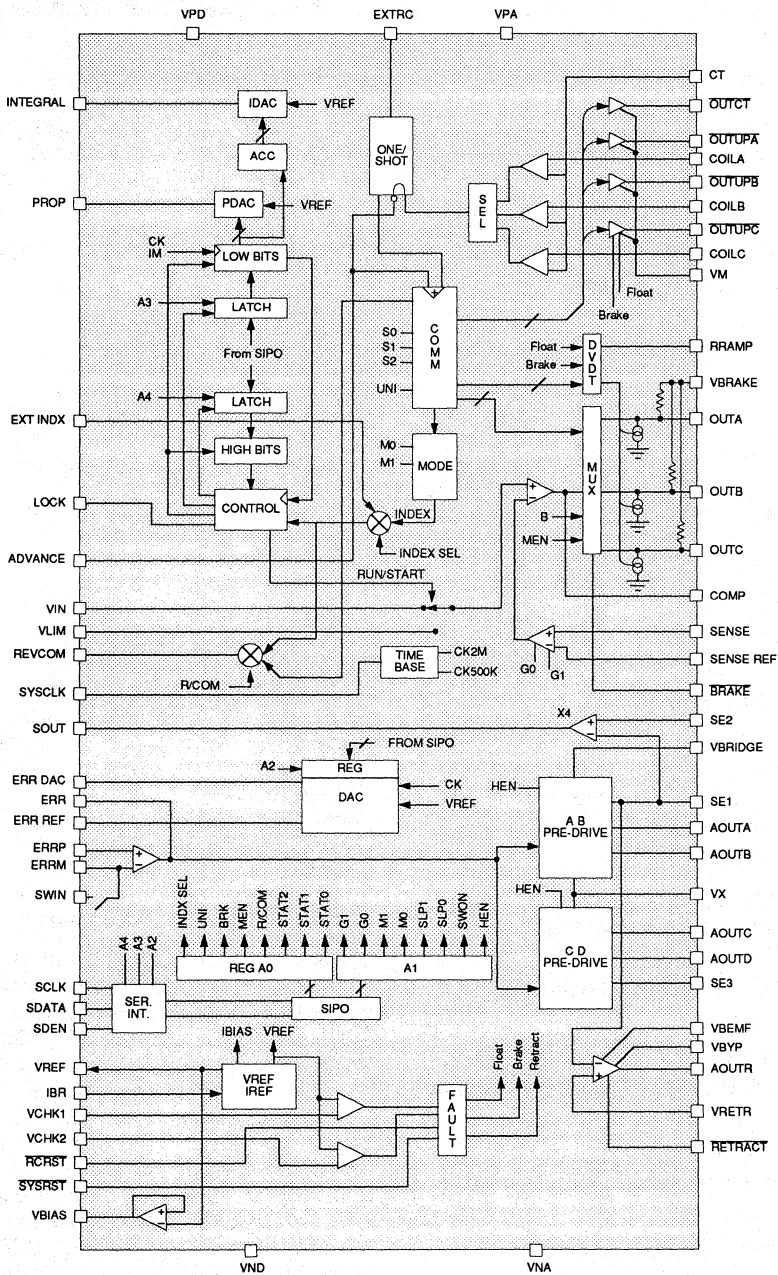 VPD
EXTRC
VPA
INTEGRAL
IDAC
VREF
ACC
PROP
PDAC
VREF
CK
IM
LOW BITS
A3
LATCH
From SIPO
A4
LATCH
EXT INDX
HIGH BITS
LOCK
CONTROL
ADVANCE
ONE/
SHOT
SEL
COMM
S0
S1
S2
UNI
M0
M1
MODE
INDEX
INDEX SEL
RUN/START
CT
OUTCT
OUTUPA
COILA
OUTUPB
COILB
OUTUPC
COILC
VM
Float
Brake
Float
Brake
DVDT
RRAMP
VBRAKE
OUTA
MUX
OUTB
B
MEN
OUTC
COMP
SENSE
G0
G1
SENSE REF
BRAKE
VIN
VLIM
REVCOM
R/COM
SYSCLK
TIME
BASE
CK2M
CK500K
SOUT
X4
SE2
VBRIDGE
FROM SIPO
A2
REG
DAC
CK
VREF
ERR DAC
ERR
ERR REF
ERRP
ERRM
SWIN
HEN
A B
PRE-DRIVE
SE1
AOUTA
AOUTB
HEN
VX
C D
PRE-DRIVE
AOUTC
AOUTD
SE3
INDX SEL
UNI
BRK
MEN
R/COM
STAT2
STAT1
STAT0
G1
G0
M1
M0
SLP1
SLP0
SWON
HEN
REG A0
A1
A4
A3
A2
SCLK
SDATA
SDEN
SER.
INT.
SIPO
IBIAS
VREF
VREF
IREF
VREF
IBR
VCHK1
VCHK2
RCRST
SYSRST
VBIAS
FAULT
Float
Brake
Retract
VBEMF
VBYP
AOUTR
VRETR
RETRACT
VND
VNA